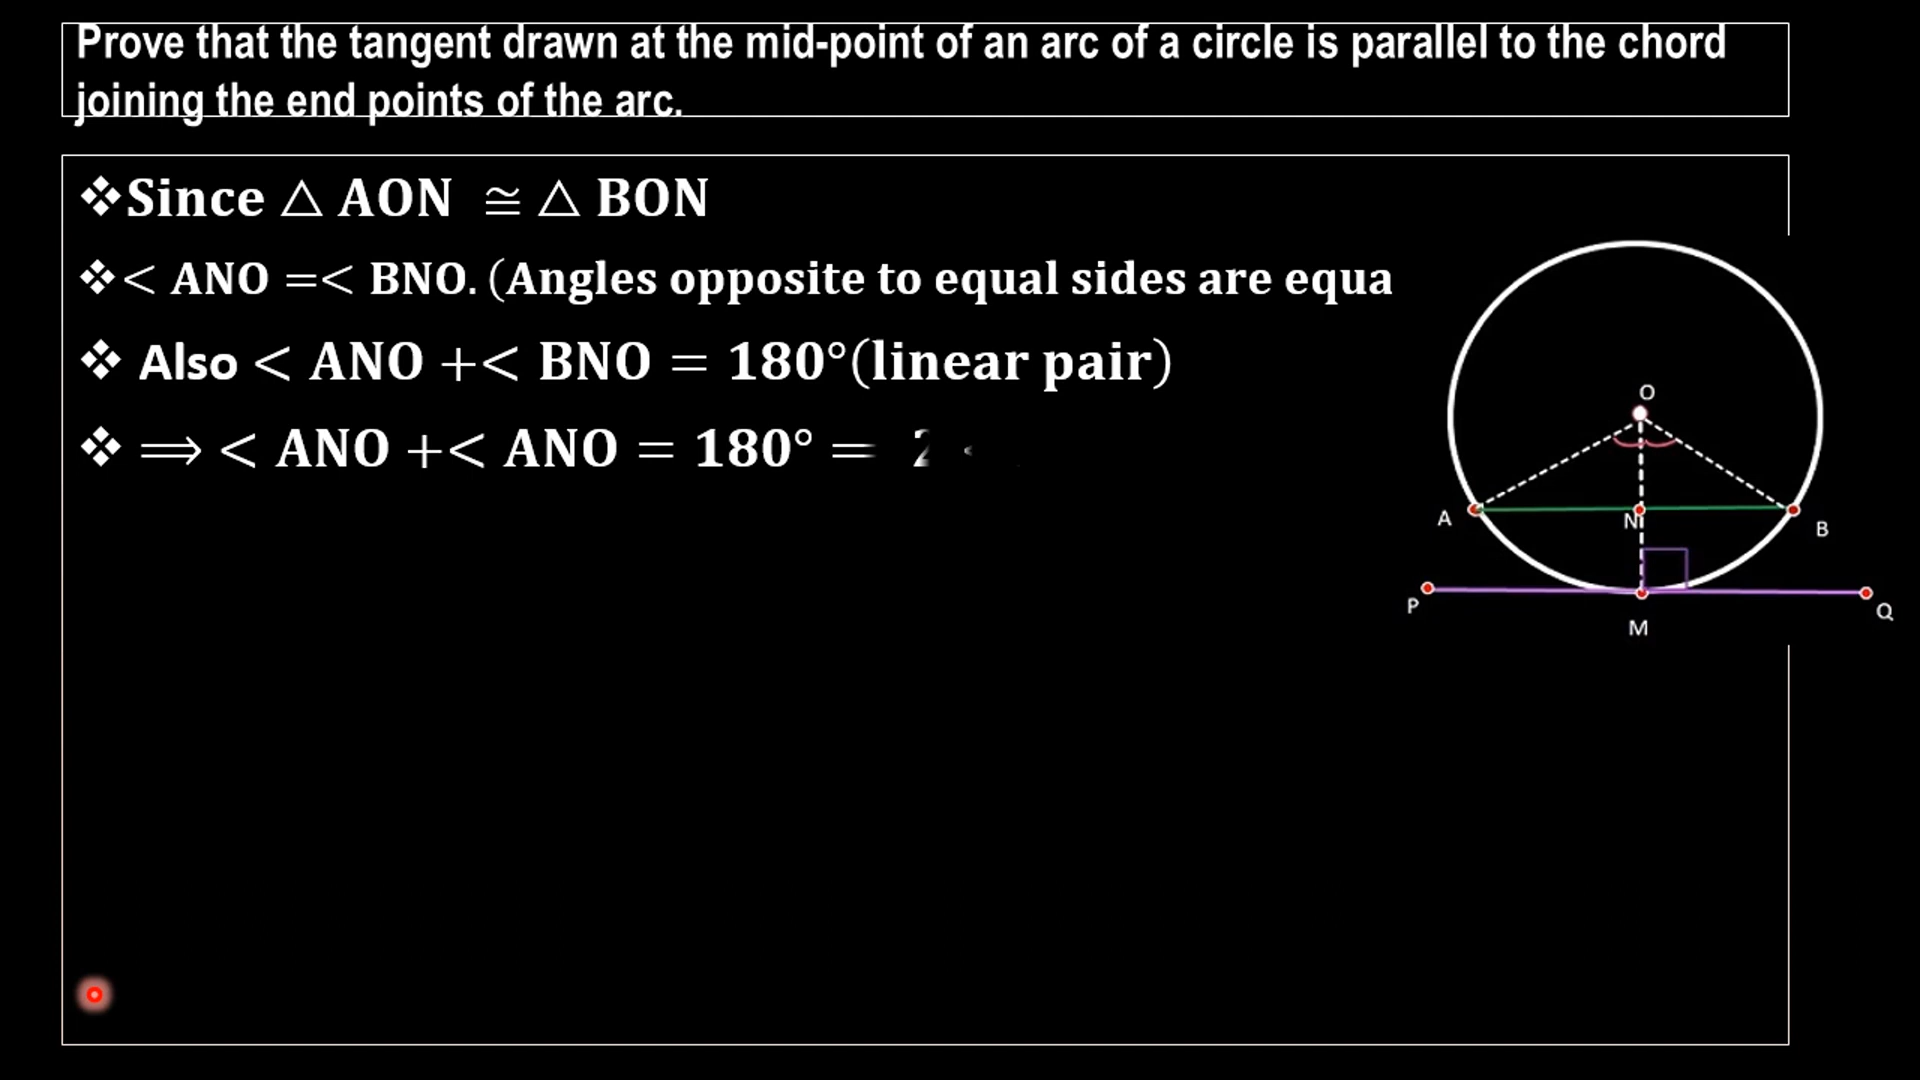 Prove that the tangent drawn at the mid-point of an arc of a circle is parallel to the chord
joining the end points of the arc.
❖Since △ AON ≅ △ BON
❖< ANO =< BNO. (Angles opposite to equal sides are equa
❖ Also < ANO +< BNO = 180°(linear pair)
❖ ⟹ < ANO +< ANO = 180° = 2 <
O
A
N
B
P
M
Q